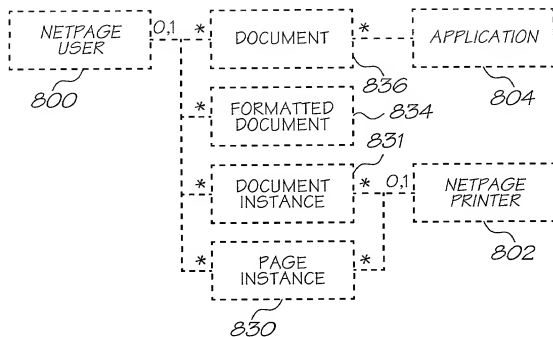 NETPAGE
USER
0,1
*
DOCUMENT
*
APPLICATION
800
836
804
*
FORMATTED
DOCUMENT
834
831
*
DOCUMENT
INSTANCE
*
0,1
NETPAGE
PRINTER
*
PAGE
INSTANCE
*
802
830